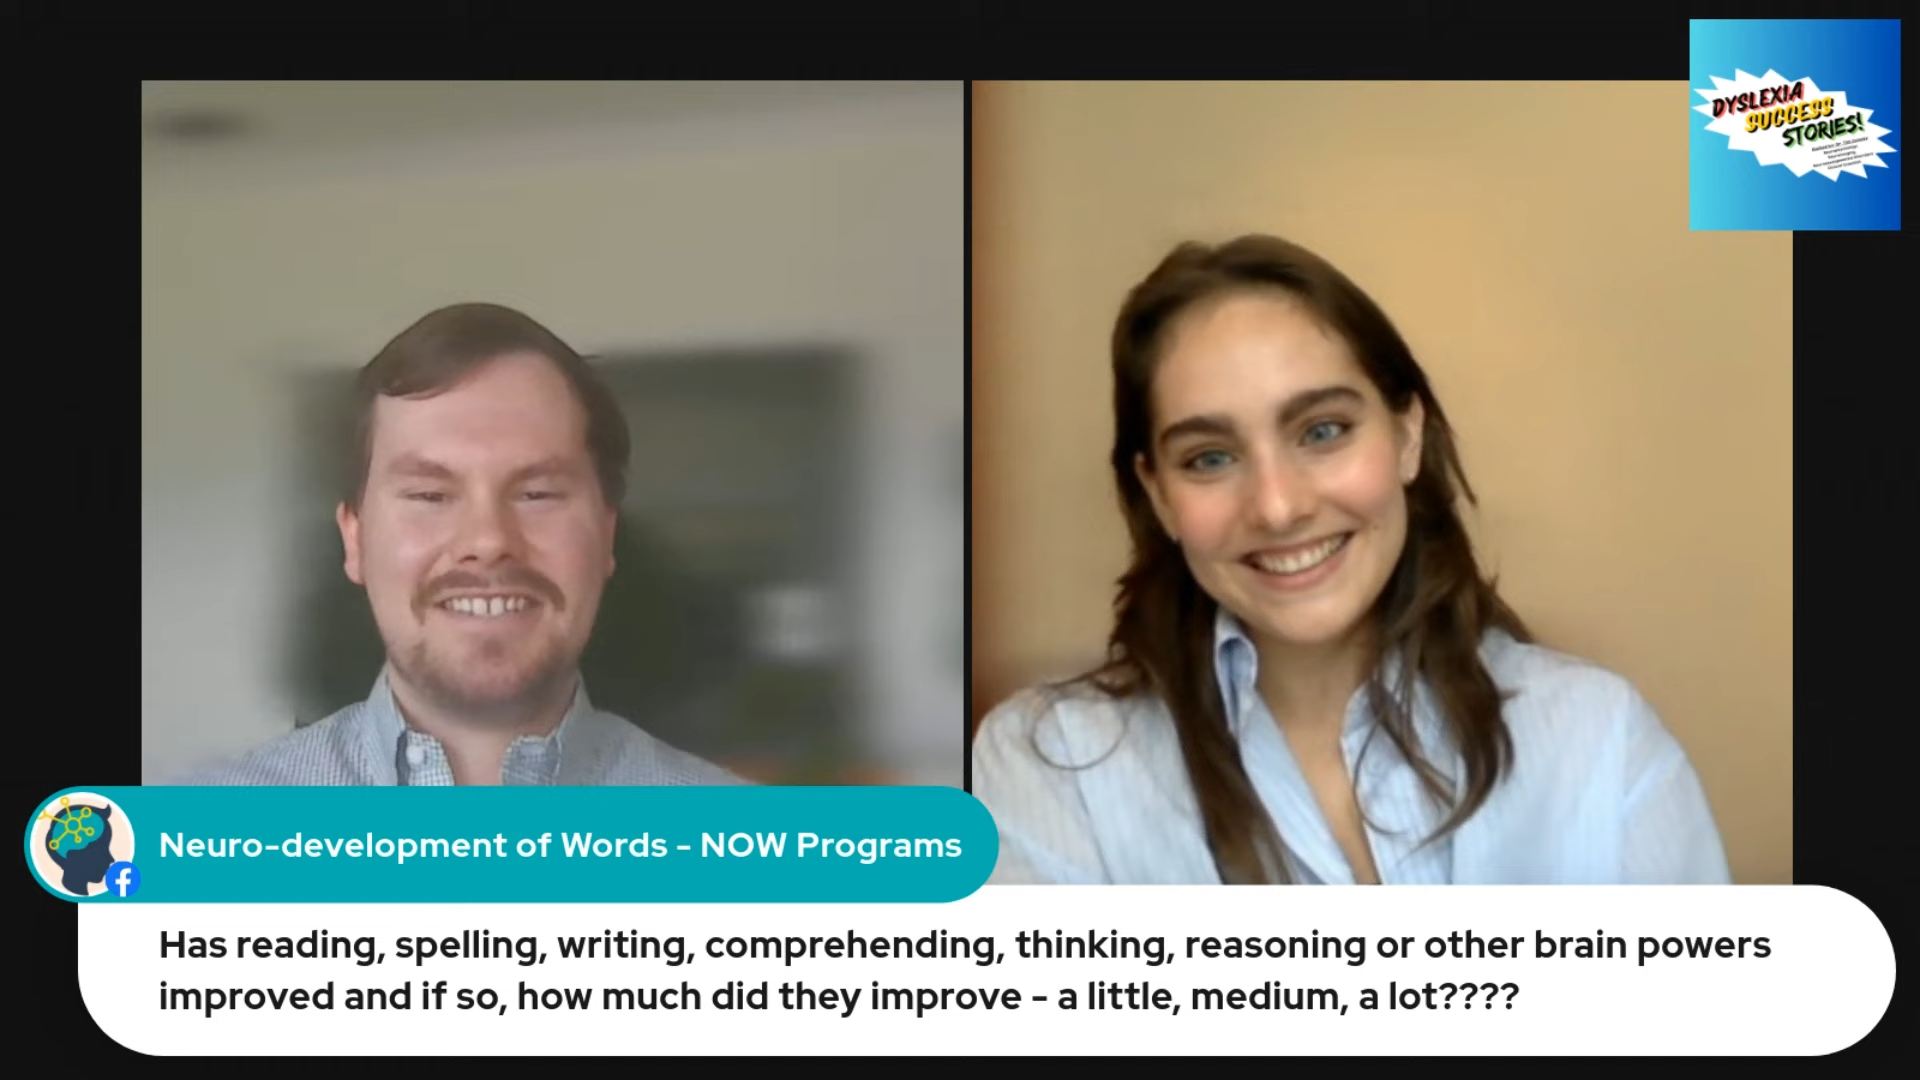 DYSLEXIA
SUCCESS
STORIES!
Neuro-development of Words - NOW Programs
Has reading, spelling, writing, comprehending, thinking, reasoning or other brain powers
improved and if so, how much did they improve - a little, medium, a lot????